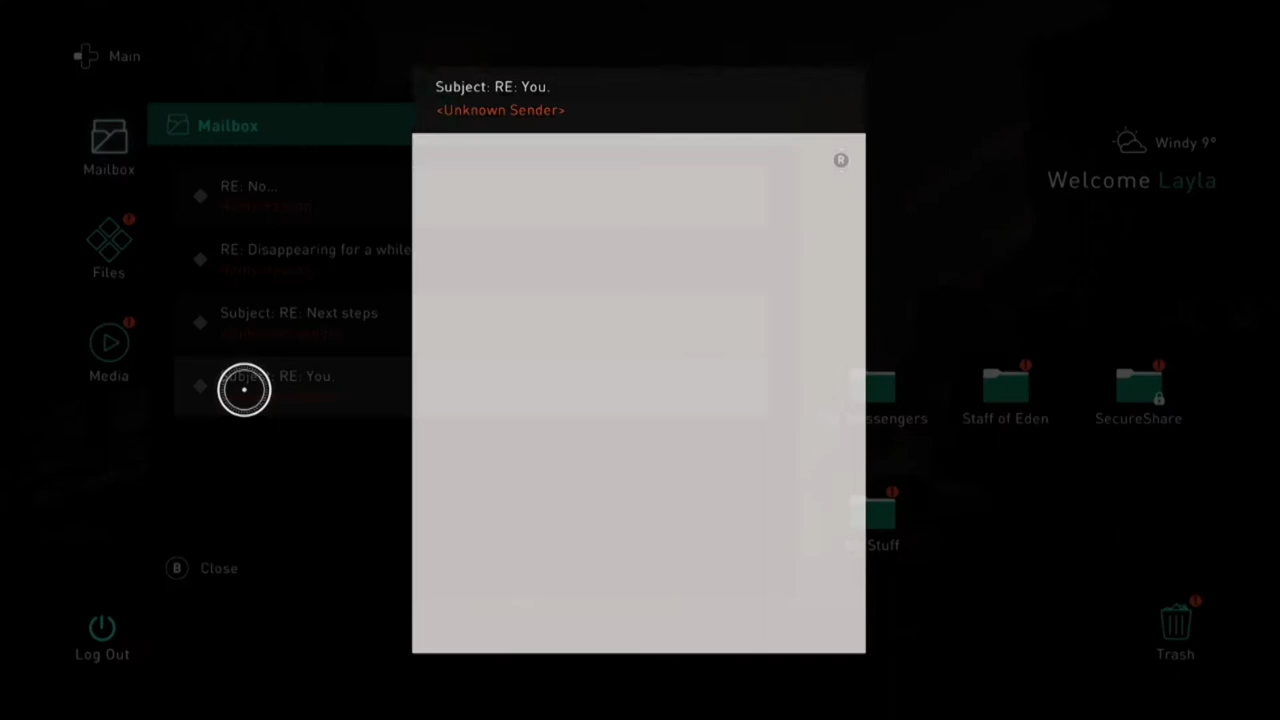 Main
Subject: RE: You.
<Unknown Sender>
Mailbox
Mailbox
RE: No...
RE: Disappearing for a while
Subject: RE: Next steps
Subject: RE: You.
Files
Media
R
Windy 9°
Welcome Layla
Staff of Eden
SecureShare
Stuff
B Close
Log Out
Trash